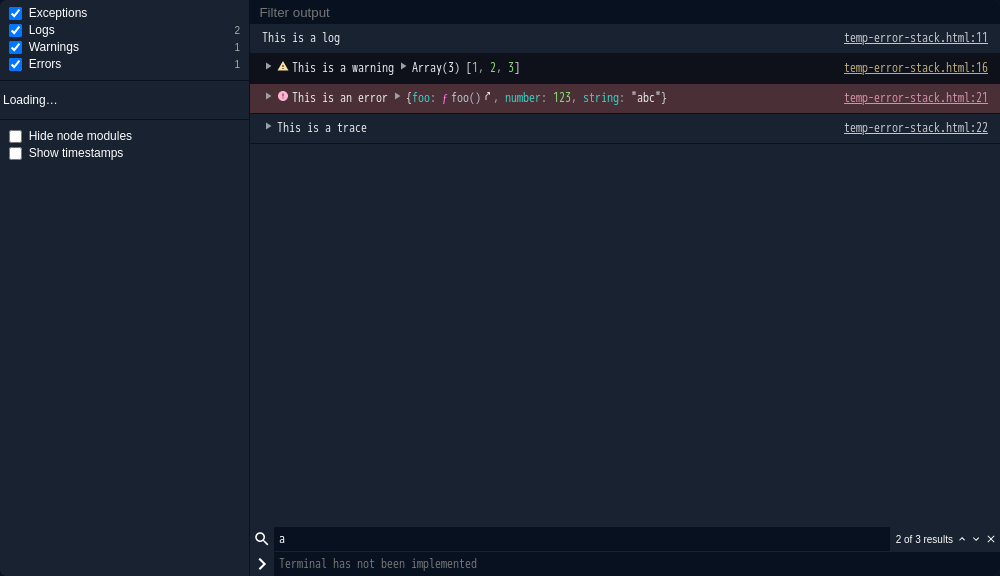 Exceptions
Logs 2
Warnings 1
Errors 1
Loading…
Hide node modules
Show timestamps
Filter output
This is a log temp-error-stack.html:11
This is a warning Array(3) [1, 2, 3] temp-error-stack.html:16
This is an error {foo: ƒ foo(), number: 123, string: "abc"} temp-error-stack.html:21
This is a trace temp-error-stack.html:22
a 2 of 3 results
Terminal has not been implemented